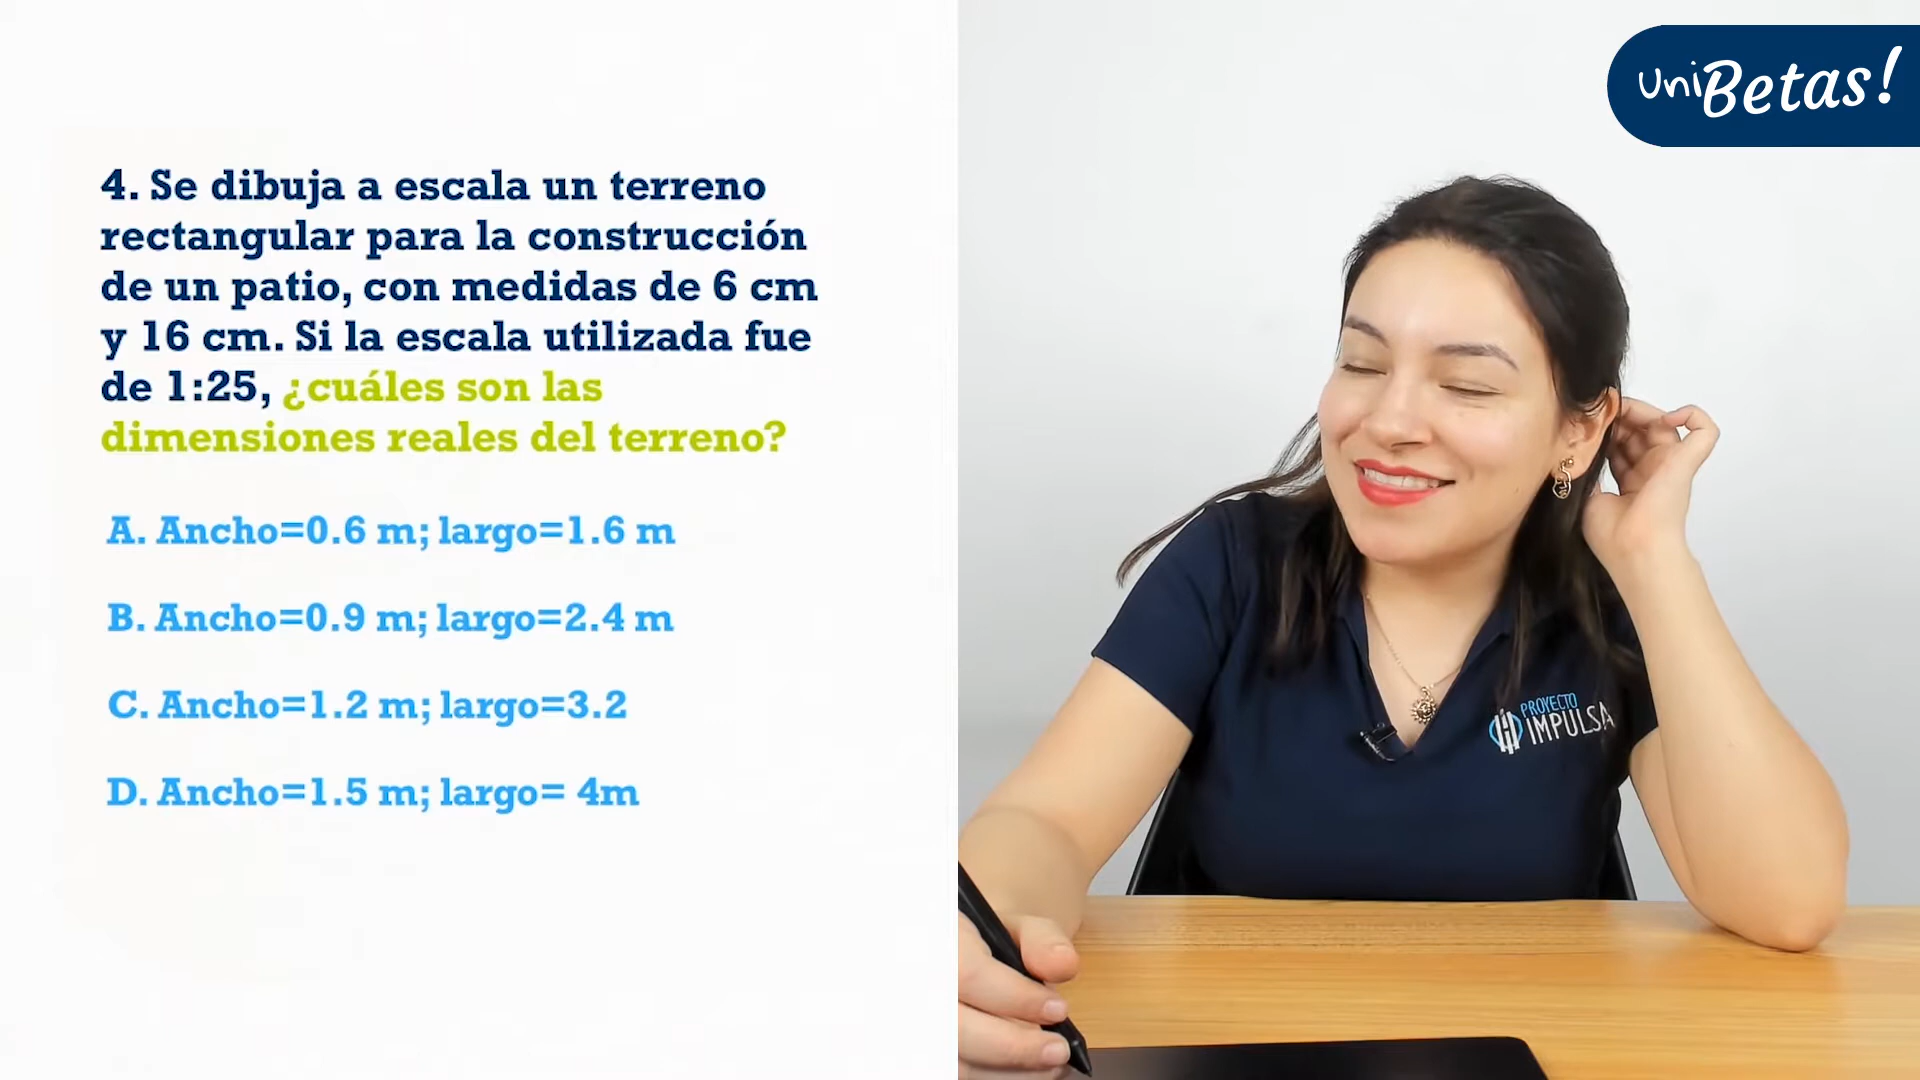 uniBetas!
4. Se dibuja a escala un terreno
rectangular para la construcción
de un patio, con medidas de 6 cm
y 16 cm. Si la escala utilizada fue
de 1:25, ¿cuáles son las
dimensiones reales del terreno?
A. Ancho=0.6 m; largo=1.6 m
B. Ancho=0.9 m; largo=2.4 m
C. Ancho=1.2 m; largo=3.2
D. Ancho=1.5 m; largo= 4m
PROYECTO
IMPULSA